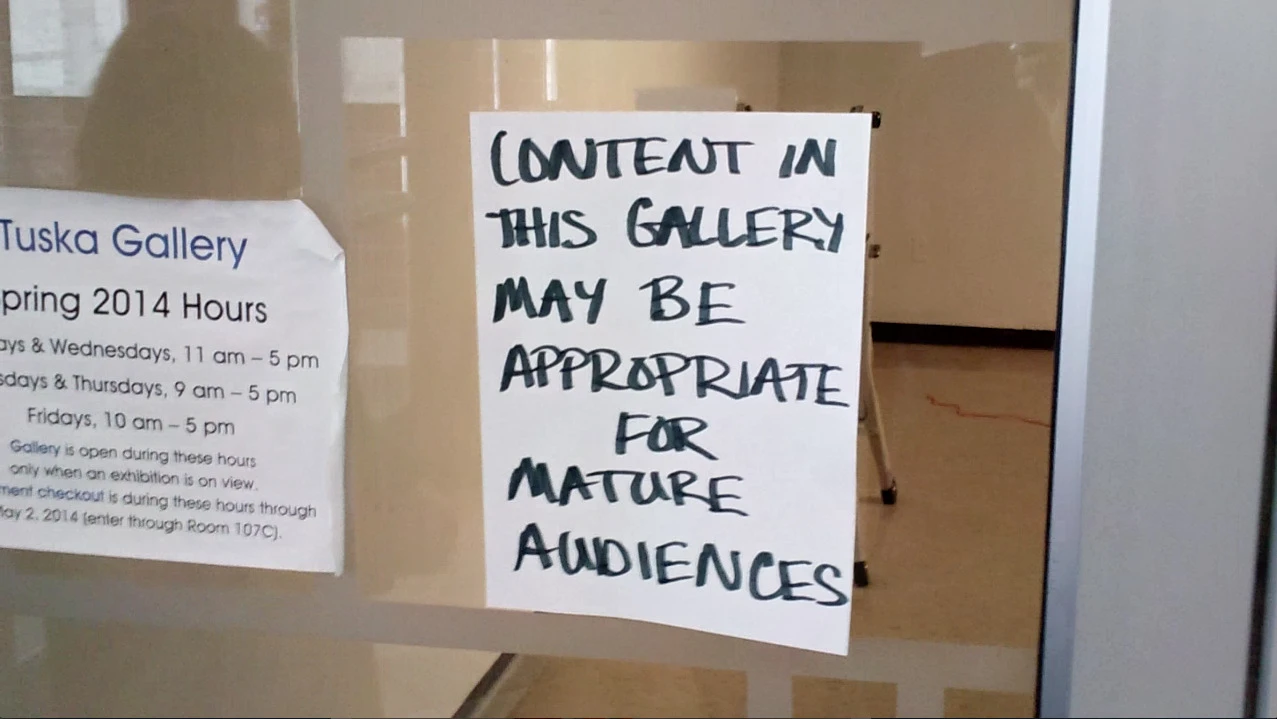 Tuska Gallery
pring 2014 Hours
ays & Wednesdays, 11 am – 5 pm
sdays & Thursdays, 9 am – 5 pm
Fridays, 10 am – 5 pm
Gallery is open during these hours
only when an exhibition is on view.
ment checkout is during these hours through
May 2, 2014 (enter through Room 107C).
CONTENT IN
THIS GALLERY
MAY BE
APPROPRIATE
FOR
MATURE
AUDIENCES